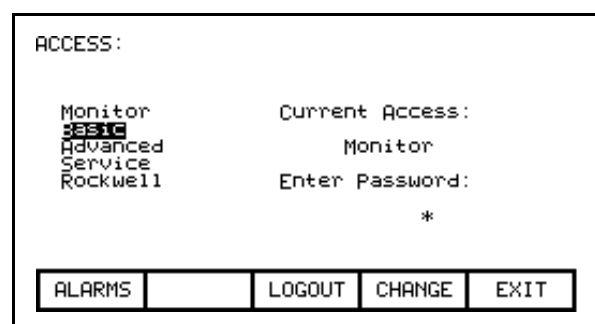 ACCESS:
Monitor
Basic
Advanced
Service
Rockwell
Current Access:
Monitor
Enter Password:
*
ALARMS LOGOUT CHANGE EXIT